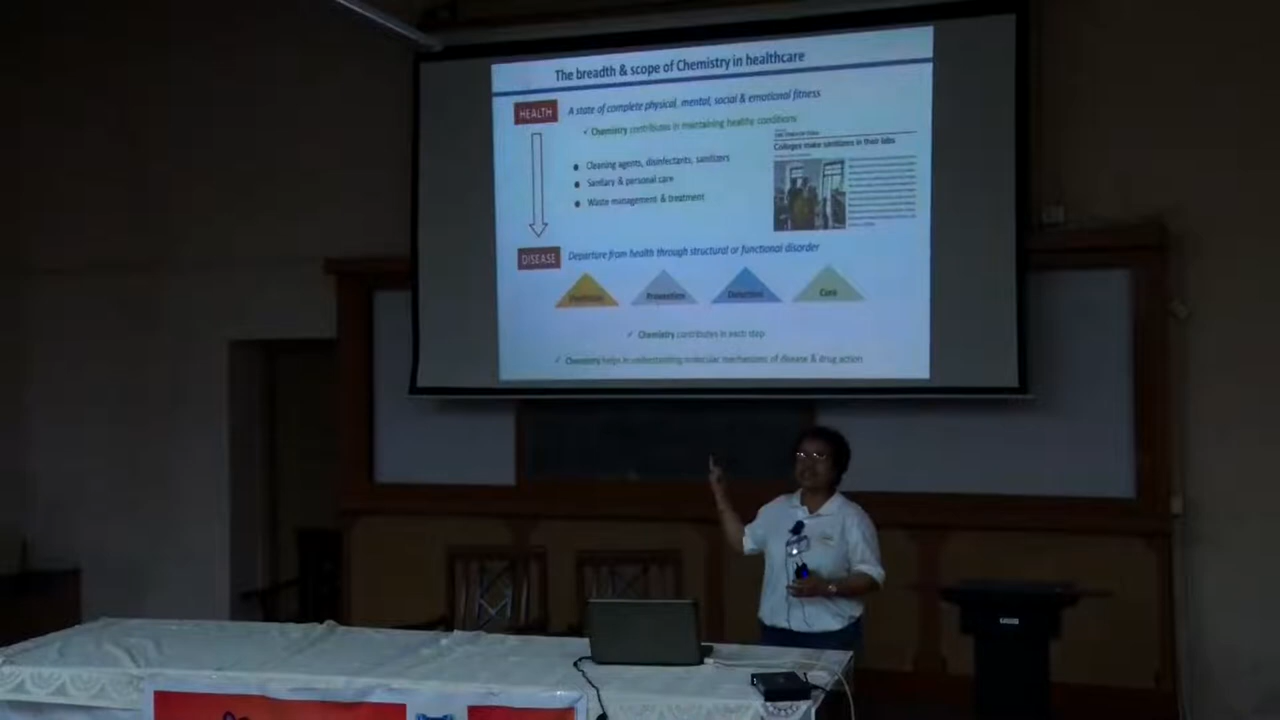 The breadth & scope of Chemistry in healthcare
HEALTH
A state of complete physical, mental, social & emotional fitness
✓ Chemistry contributes in maintaining healthy conditions
• Cleaning agents, disinfectants, sanitizers
• Sanitary & personal care
• Waste management & treatment
Colleges make sanitizers in their labs
DISEASE
Departure from health through structural or functional disorder
Prevention
Detection
Cure
✓ Chemistry contributes in each step
✓ Chemistry helps in understanding molecular mechanism of disease & drug action